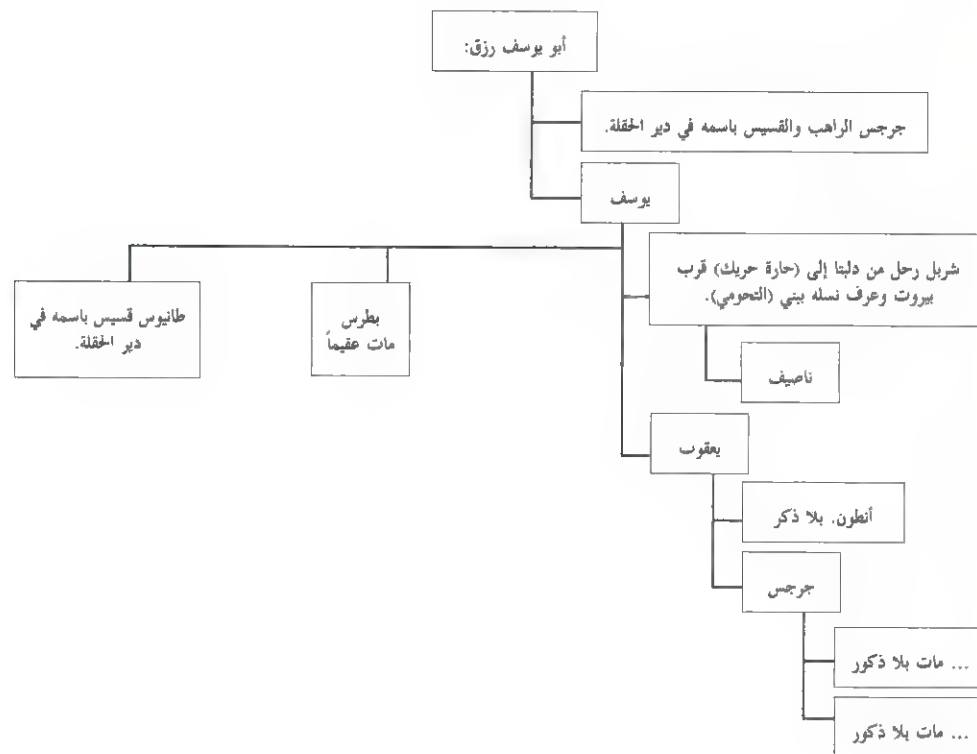 أبو يوسف رزق:
جرجس الراهب والقسيس باسمه في دير الحقلة.
يوسف
شربل رحل من دلبتا إلى (حارة حريك) قرب
بيروت وعرف نسله ببني (التحومي).
ناصيف
بطرس
مات عقيماً
طانيوس قسيس باسمه في
دير الحقلة.
يعقوب
أنطون. بلا ذكر
جرجس
... مات بلا ذكور
... مات بلا ذكور